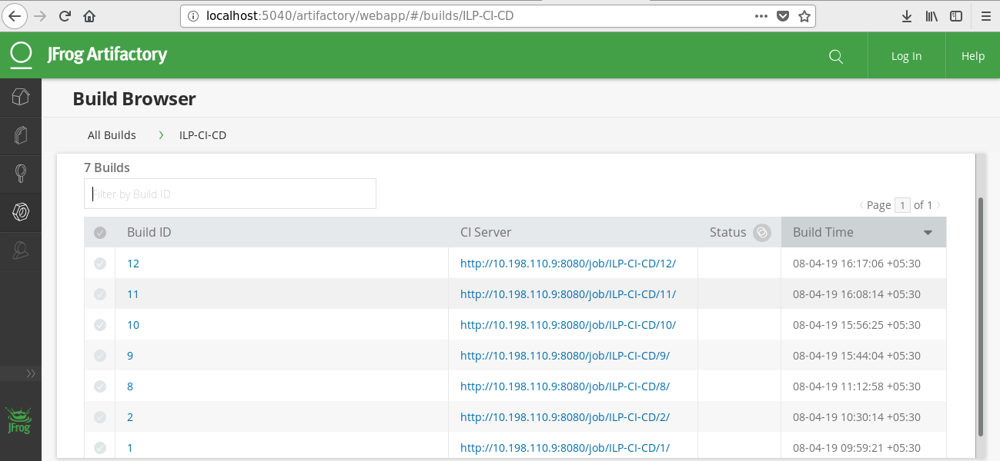 localhost:5040/artifactory/webapp/#/builds/ILP-CI-CD
JFrog Artifactory
Log In
Help
Build Browser
All Builds > ILP-CI-CD
7 Builds
Filter by Build ID
Page 1 of 1
Build ID CI Server Status Build Time
12 http://10.198.110.9:8080/job/ILP-CI-CD/12/ 08-04-19 16:17:06 +05:30
11 http://10.198.110.9:8080/job/ILP-CI-CD/11/ 08-04-19 16:08:14 +05:30
10 http://10.198.110.9:8080/job/ILP-CI-CD/10/ 08-04-19 15:56:25 +05:30
9 http://10.198.110.9:8080/job/ILP-CI-CD/9/ 08-04-19 15:44:04 +05:30
8 http://10.198.110.9:8080/job/ILP-CI-CD/8/ 08-04-19 11:12:58 +05:30
2 http://10.198.110.9:8080/job/ILP-CI-CD/2/ 08-04-19 10:30:14 +05:30
1 http://10.198.110.9:8080/job/ILP-CI-CD/1/ 08-04-19 09:59:21 +05:30
JFrog